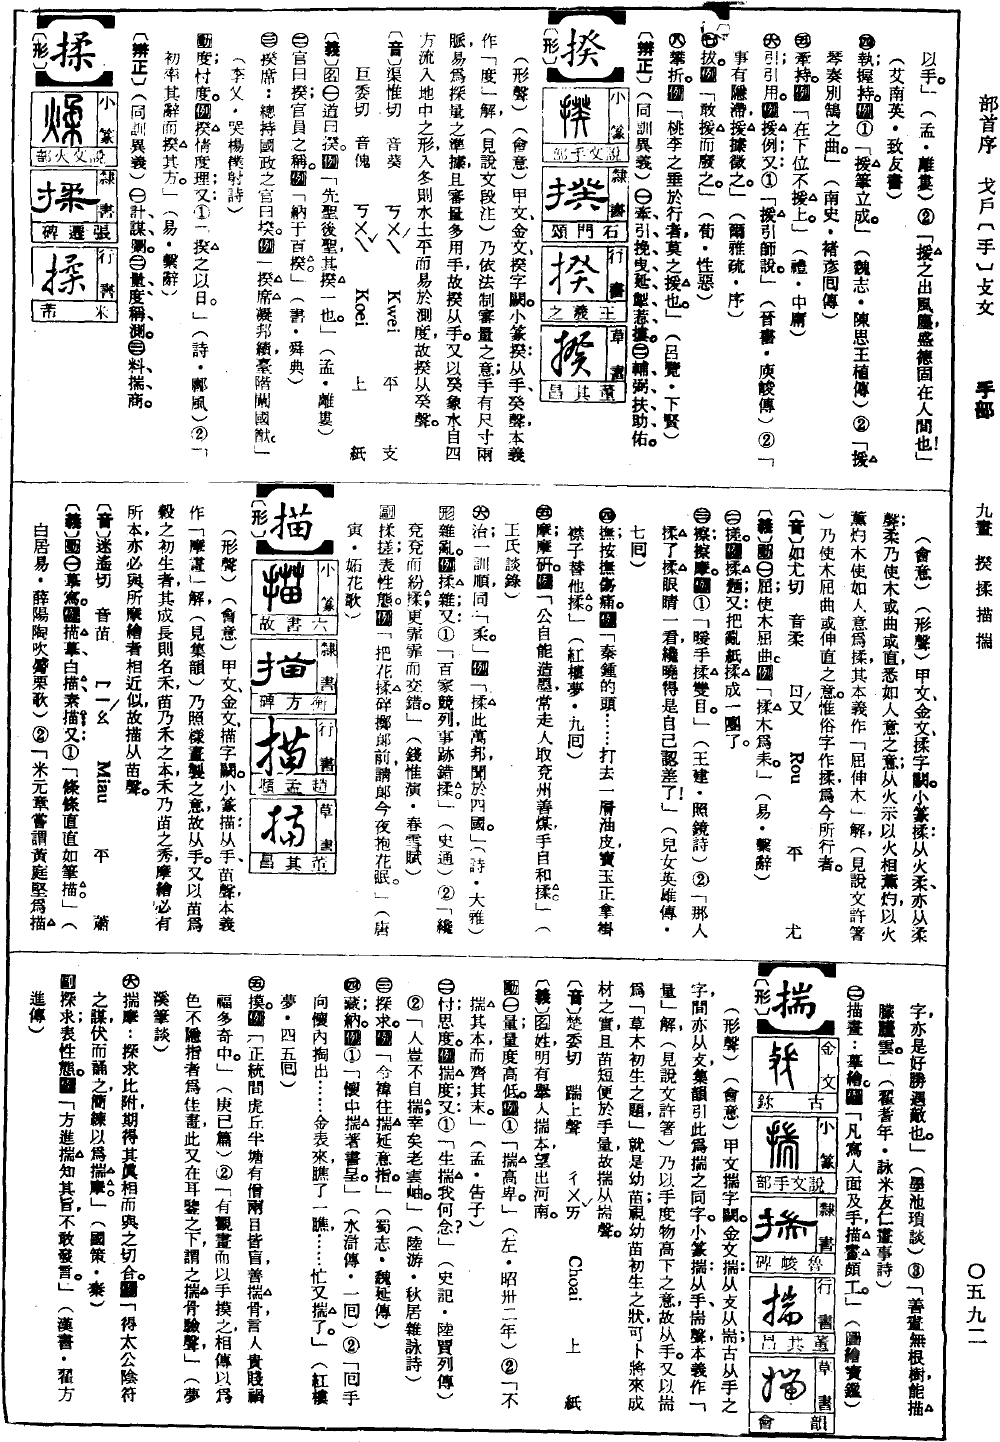 部首序　戈戶〔手〕攴文　手部　九畫　揆揉描揣　〇五九二
以手。」（孟・離婁）②「援之出風塵，盛德固在人間也！」
（艾南英・致友書）
㈣執握持。例①「援筆立成。」（魏志・陳思王植傳）②「援
琴奏別鵠之曲。」（南史・褚彥回傳）
㈤牽持。例「在下位不援上。」（禮・中庸）
㈥引；引用。例援例。又：①「援引師說。」（晉書・庾峻傳）②「
事有隱滯，援據徵之。」（爾雅疏・序）
㈦拔。例「敢援而廢之。」（荀・性惡）
㈧攀折。例「桃李之垂於行者，莫之援也。」（呂覽・下賢）
〔辨正〕（同訓異義）㈠牽、引、挽、曳、延、掣、惹、摟。㈡輔、弼、扶、助、佑。
揆
〔形〕
小篆　說文手部
隸書　石門頌
行書　王羲之
草書　董其昌
（形聲）（會意）甲文、金文揆字闕。小篆揆：从手、癸聲，本義
作「度」解，（見說文段注）乃依法制審量之意；手有尺寸兩
脈，易爲探量之準據，且審量多用手，故揆从手。又以癸象水自四
方流入地中之形，入冬則水土平而易於測度，故揆从癸聲。
〔音〕渠惟切　音葵　ㄎㄨㄟˊ　Kwei　平　支
巨委切　音傀　ㄎㄨㄟˇ　Koei　上　紙
〔義〕名㈠道曰揆。例「先聖後聖，其揆一也。」（孟・離婁）
㈡官曰揆；官員之稱。例「納于百揆。」（書・舜典）
㈢揆席：總持國政之官曰揆。例「揆席凝邦績，臺階闡國猷。」
（李乂・哭楊僕射詩）
動度；忖度。例揆情度理。又：①「揆之以日。」（詩・鄘風）②「
初率其辭而揆其方。」（易・繫辭）
〔辨正〕（同訓異義）㈠計、謀、圖。㈡量、度、稱、測。㈢料、揣、商。
揉
〔形〕
小篆　說文火部
隸書　張遷碑
行書　米芾
（會意）（形聲）甲文、金文揉字闕。小篆揉：从火、柔，亦从柔
聲；柔乃使木或曲或直，悉如人意之意；从火示以火相薰灼，以火
薰灼木使如人意爲揉，其本義作「屈伸木」解，（見說文許箸
）乃使木屈曲或伸直之意，惟俗字作揉，爲今所行者。
〔音〕如尤切　音柔　ㄖㄡˊ　Rou　平　尤
〔義〕動㈠屈；使木屈曲。例「揉木爲耒。」（易・繫辭）
㈡搓。例揉麵。又：把亂紙揉成一團了。
㈢擦；擦摩。例①「暖手揉雙目。」（王建・照鏡詩）②「那人
揉了揉眼睛一看，纔曉得是自己認差了！」（兒女英雄傳・
七回）
㈣撫；按撫傷痛。例「秦鍾的頭……打去一層油皮，寶玉正拿褂
襟子替他揉。」（紅樓夢・九回）
㈤摩；摩研。例「公自能造墨，常走人取兗州善煤，手自和揉。」（
王氏談錄）
㈥治；訓順，同「柔」。例「揉此萬邦，聞於四國。」（詩・大雅）
形雜；亂。例揉雜。又：①「百家競列，事跡錯揉。」（史通）②「纔
兗兗而紛揉，更霏霏而交錯。」（錢惟演・春雪賦）
副揉搓；表性態。例「把花揉碎擲郎前，請郎今夜抱花眠。」（唐
寅・妬花歌）
描
〔形〕
小篆　六書故
隸書　衡方碑
行書　趙孟頫
草書　董其昌
（形聲）（會意）甲文、金文描字闕。小篆描：从手、苗聲，本義
作「摩畫」解，（見集韻）乃照樣畫製之意，故从手。又以苗爲
穀之初生者，其成長則名禾，苗乃禾之本，禾乃苗之秀，摩繪必有
所本，亦必與所摩繪者相近似，故描从苗聲。
〔音〕迷遙切　音苗　ㄇㄧㄠˊ　Miau　平　蕭
〔義〕動㈠摹寫。例描摹、白描、素描。又：①「條條直直如筆描。」（
白居易・薛陽陶吹觱栗歌）②「米元章嘗謂黃庭堅爲描
字，亦是好勝遇敵也。」（墨池瑣談）③「善畫無根樹，能描
朦朧雲。」（翟耆年・詠米友仁畫事詩）
㈡描畫：摹繪。例「凡寫人面及手，描畫頗工。」（圖繪寶鑑）
揣
〔形〕
金文　古鉥
小篆　說文手部
隸書　魯峻碑
行書　董其昌
草書　韻會
（形聲）（會意）甲文揣字闕。金文揣：从攴、从耑，古从手之
字間亦从攴，集韻引此爲揣之同字。小篆揣：从手、耑聲，本義作「
量」解，（見說文許箸）乃以手度物高下之意，故从手。又以耑
爲「草木初生之題」，就是幼苗；視幼苗初生之狀可卜將來成
材之實，且苗短便於手量，故揣从耑聲。
〔音〕楚委切　踹上聲　ㄔㄨㄞˇ　Choai　上　紙
〔義〕名姓，明有舉人揣本，望出河南。
動㈠量；量度高低。例①「揣高卑。」（左・昭卅二年）②「不
揣其本，而齊其末。」（孟・告子）
㈡忖；思度。例揣度。又：①「生揣我何念？」（史記・陸賈列傳）
②「人豈不自揣，幸矣老雲岫。」（陸游・秋居雜詠詩）
㈢探求。例「令禕往揣延意指。」（蜀志・魏延傳）
㈣藏；納。例①「懷中揣著書呈。」（水滸傳・一回）②「回手
向懷內掏出……金表來，瞧了一瞧……忙又揣了。」（紅樓
夢・四五回）
㈤摸。例「正統間，虎丘半塘有僧，兩目皆盲，善揣骨，言人貴賤禍
福多奇中。」（庚巳篇）②「有觀畫而以手摸之，相傳以爲
色不隱指者爲佳畫，此又在耳鑒之下，謂之揣骨聽聲。」（夢
溪筆談）
㈥揣摩：探求比附，期得其眞相而與之切合。例「得太公陰符
之謀，伏而誦之，簡練以爲揣摩。」（國策・秦）
副探求；表性態。例「方進揣知其旨，不敢發言。」（漢書・翟方
進傳）